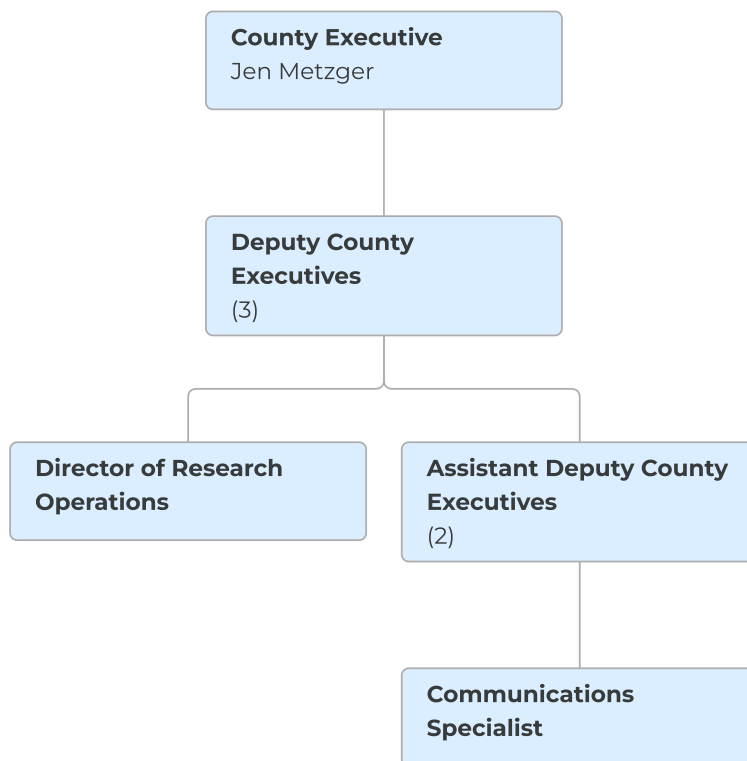 County Executive
Jen Metzger
Deputy County
Executives
(3)
Director of Research
Operations
Assistant Deputy County
Executives
(2)
Communications
Specialist